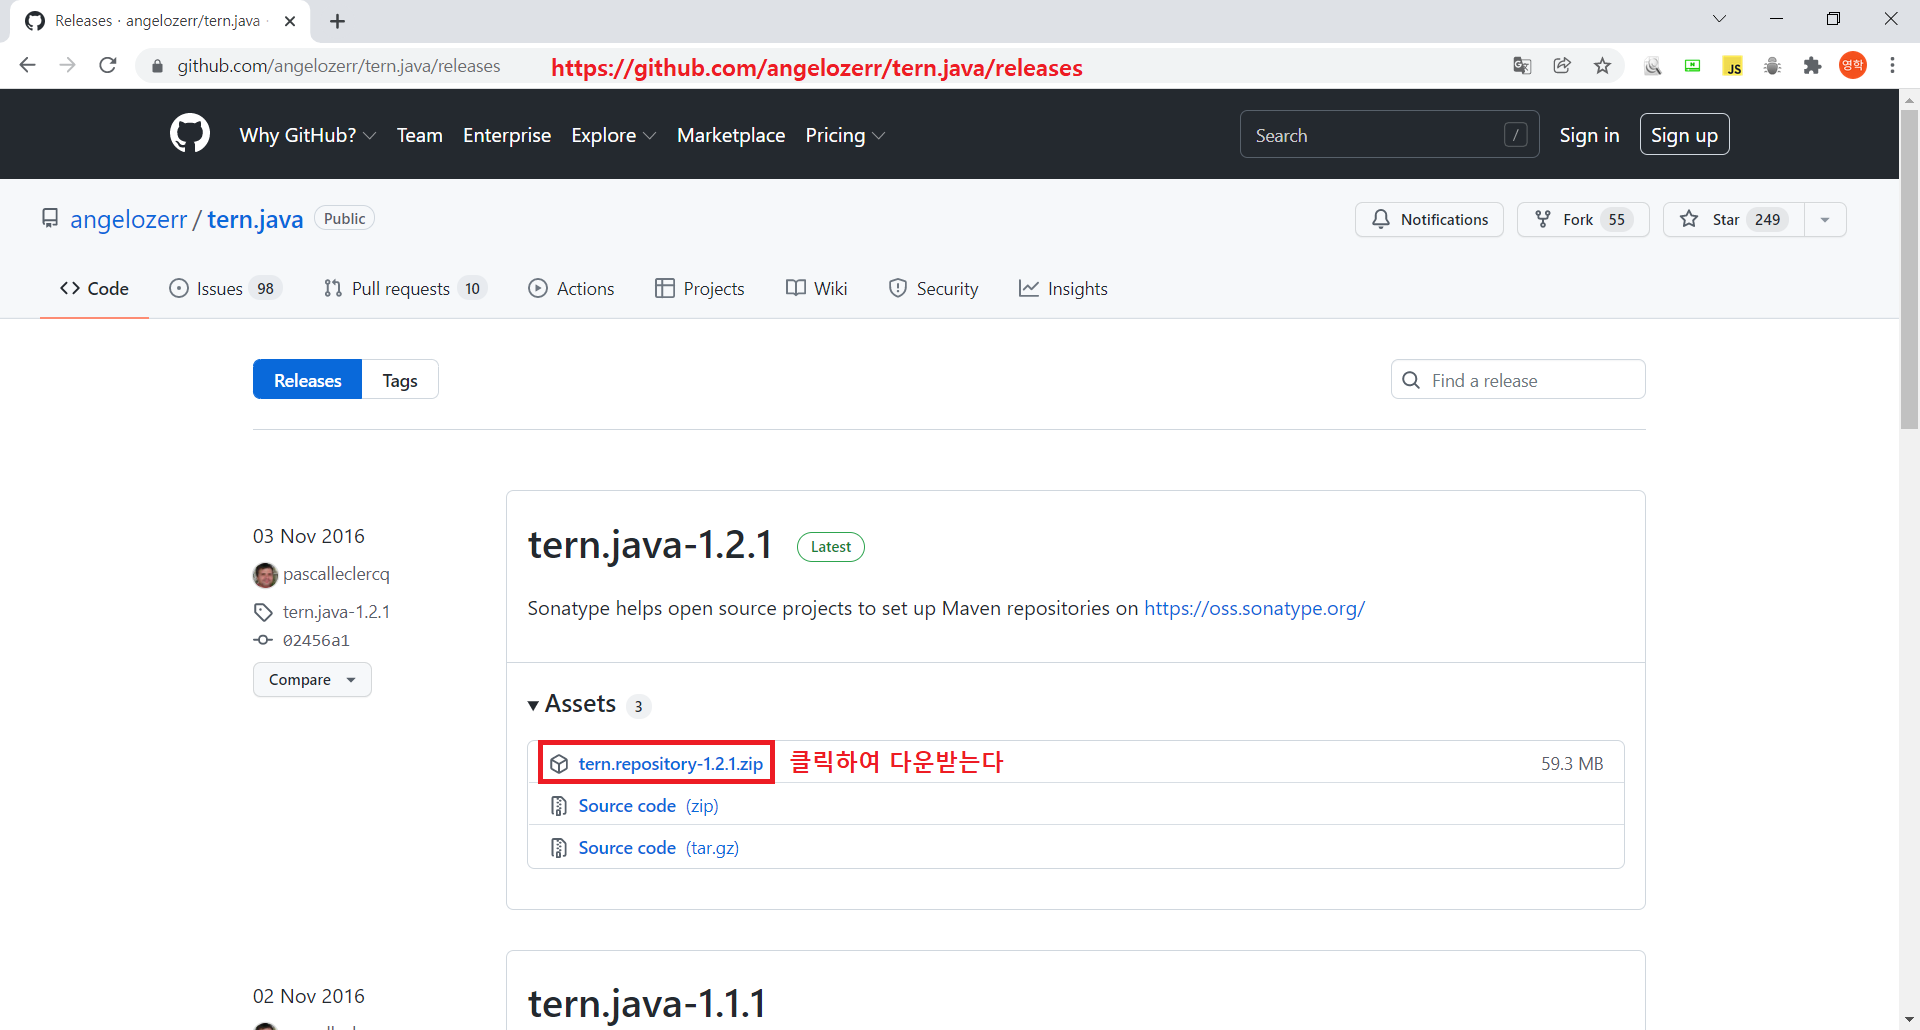 Releases · angelozerr/tern.java ·
github.com/angelozerr/tern.java/releases
https://github.com/angelozerr/tern.java/releases
JS
영학
Why GitHub?
Team
Enterprise
Explore
Marketplace
Pricing
Search
/
Sign in
Sign up
angelozerr / tern.java
Public
Notifications
Fork 55
Star 249
Code
Issues 98
Pull requests 10
Actions
Projects
Wiki
Security
Insights
Releases
Tags
Find a release
03 Nov 2016
pascalleclercq
tern.java-1.2.1
02456a1
Compare
tern.java-1.2.1
Latest
Sonatype helps open source projects to set up Maven repositories on https://oss.sonatype.org/
Assets 3
tern.repository-1.2.1.zip
클릭하여 다운받는다
59.3 MB
Source code (zip)
Source code (tar.gz)
02 Nov 2016
tern.java-1.1.1